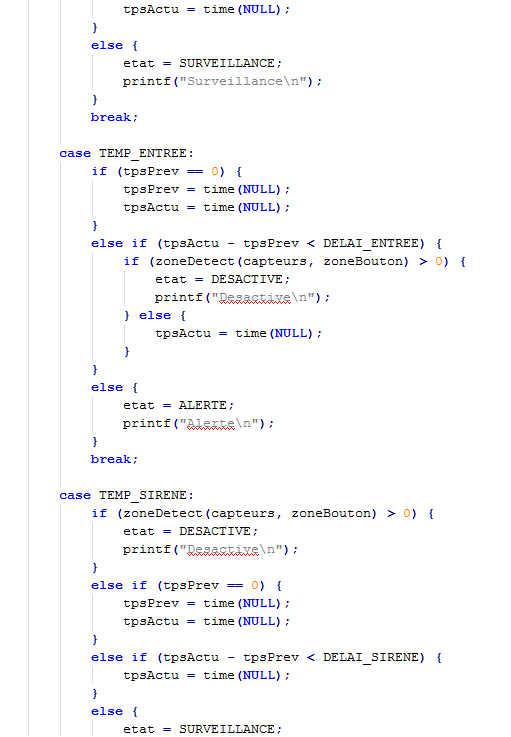 tpsActu = time(NULL);
}
else {
etat = SURVEILLANCE;
printf("Surveillance\n");
}
break;
case TEMP_ENTREE:
if (tpsPrev == 0) {
tpsPrev = time(NULL);
tpsActu = time(NULL);
}
else if (tpsActu - tpsPrev < DELAI_ENTREE) {
if (zoneDetect(capteurs, zoneBouton) > 0) {
etat = DESACTIVE;
printf("Desactive\n");
} else {
tpsActu = time(NULL);
}
}
else {
etat = ALERTE;
printf("Alerte\n");
}
break;
case TEMP_SIRENE:
if (zoneDetect(capteurs, zoneBouton) > 0) {
etat = DESACTIVE;
printf("Desactive\n");
}
else if (tpsPrev == 0) {
tpsPrev = time(NULL);
tpsActu = time(NULL);
}
else if (tpsActu - tpsPrev < DELAI_SIRENE) {
tpsActu = time(NULL);
}
else {
etat = SURVEILLANCE;